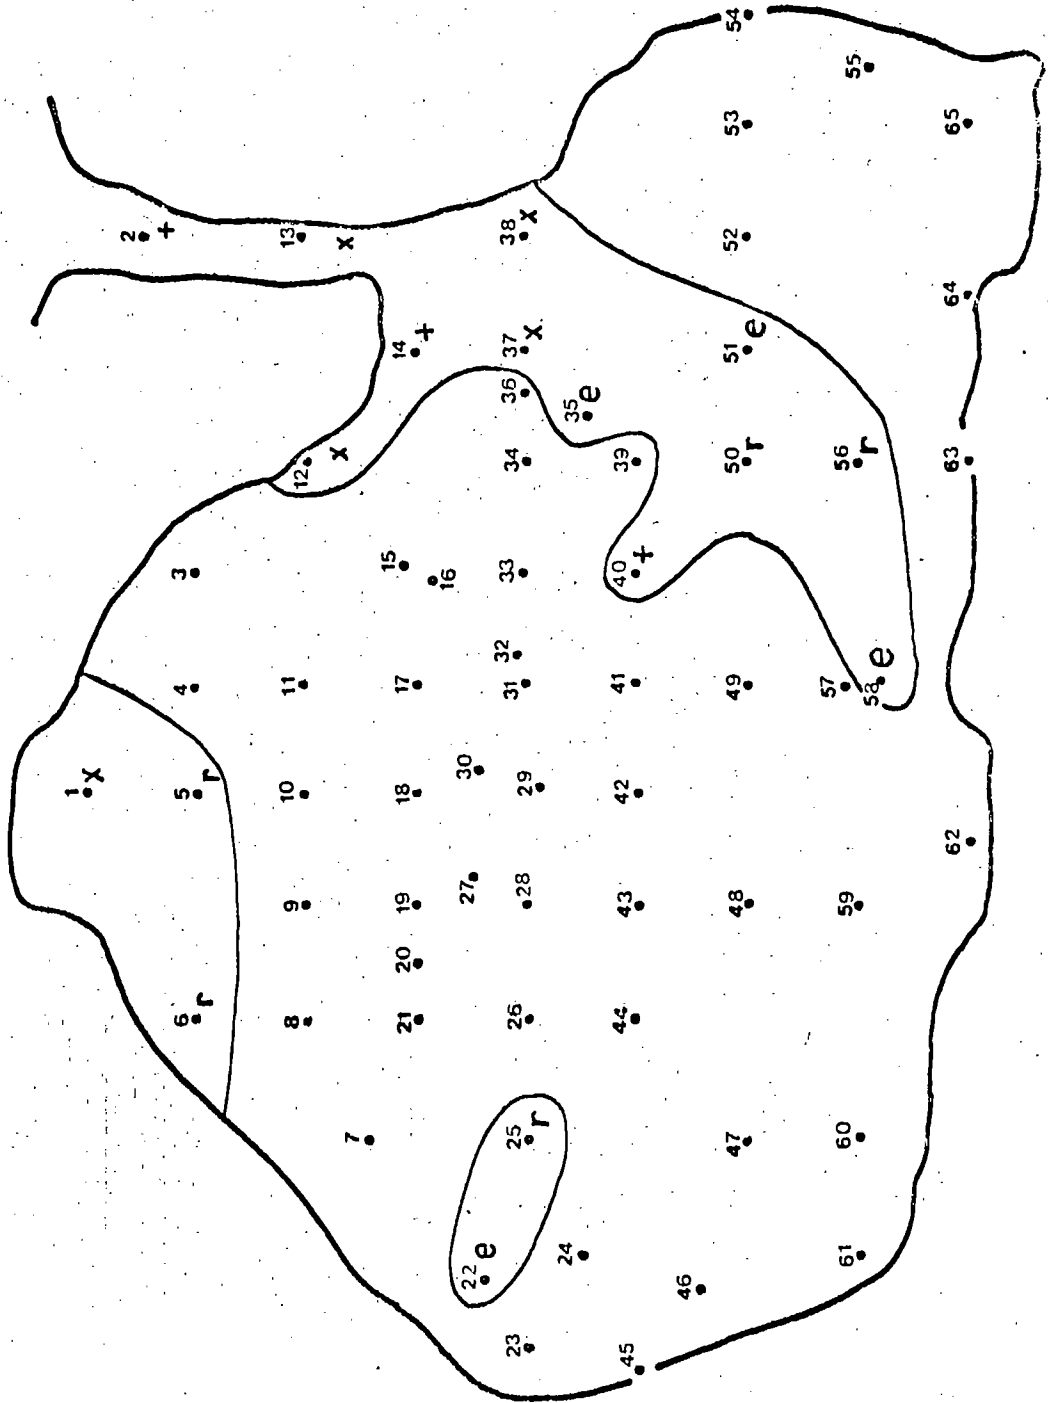 1 x
2 +
6 r 5 r 4 3
8 9 10 11 12 x 13 x
7
21 20 19 18 17 15 14 +
16
27 30
22 e
23 25 r 26 28 29 31 32 33 34 36 37 x 38 x
24 35 e
45 44 43 42 41 40 + 39
46
47 48 49 50 r 51 e 52 53 54
61 60 59 57 56 r 55
58 e
62 63 64 65